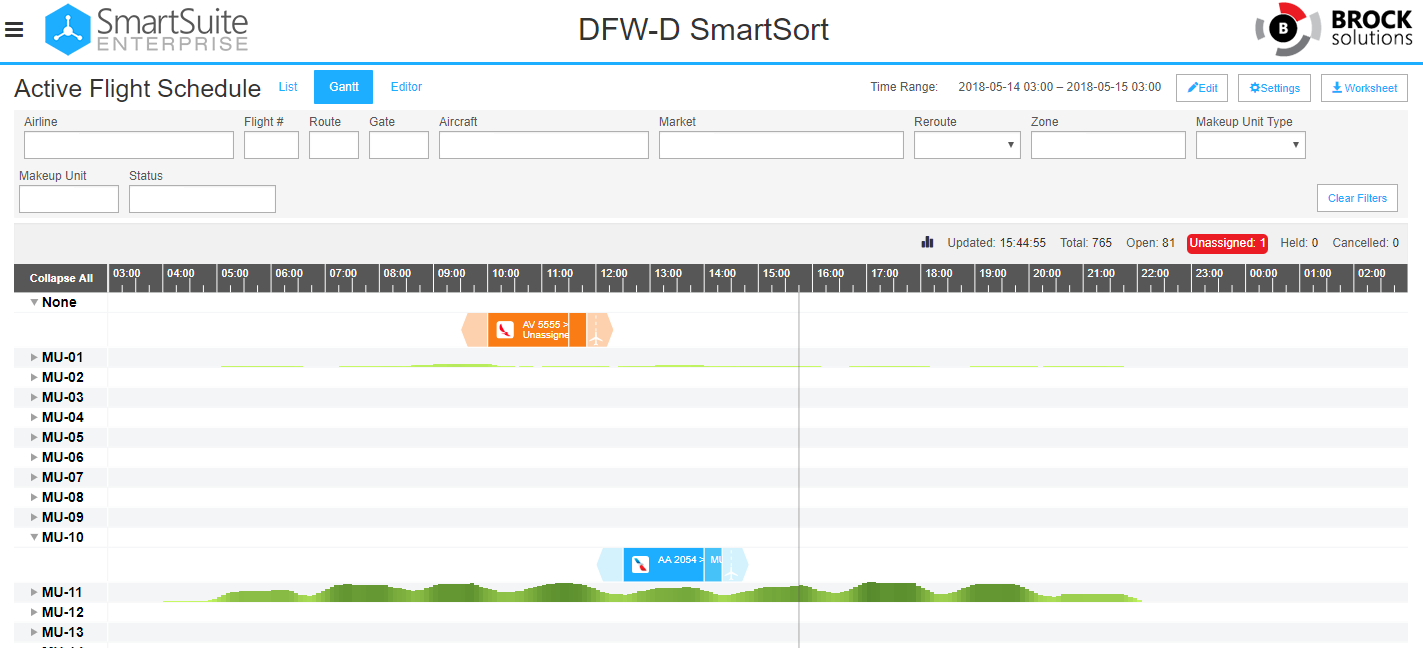 SmartSuite
ENTERPRISE
DFW-D SmartSort
B
BROCK
solutions
Active Flight Schedule List Gantt Editor Time Range: 2018-05-14 03:00 – 2018-05-15 03:00 Edit Settings Worksheet
Airline Flight # Route Gate Aircraft Market Reroute Zone Makeup Unit Type
Makeup Unit Status
Clear Filters
Updated: 15:44:55 Total: 765 Open: 81 Unassigned: 1 Held: 0 Cancelled: 0
Collapse All 03:00 04:00 05:00 06:00 07:00 08:00 09:00 10:00 11:00 12:00 13:00 14:00 15:00 16:00 17:00 18:00 19:00 20:00 21:00 22:00 23:00 00:00 01:00 02:00
None
AV 5555 >
Unassigne
MU-01
MU-02
MU-03
MU-04
MU-05
MU-06
MU-07
MU-08
MU-09
MU-10
AA 2054 > MU
MU-11
MU-12
MU-13